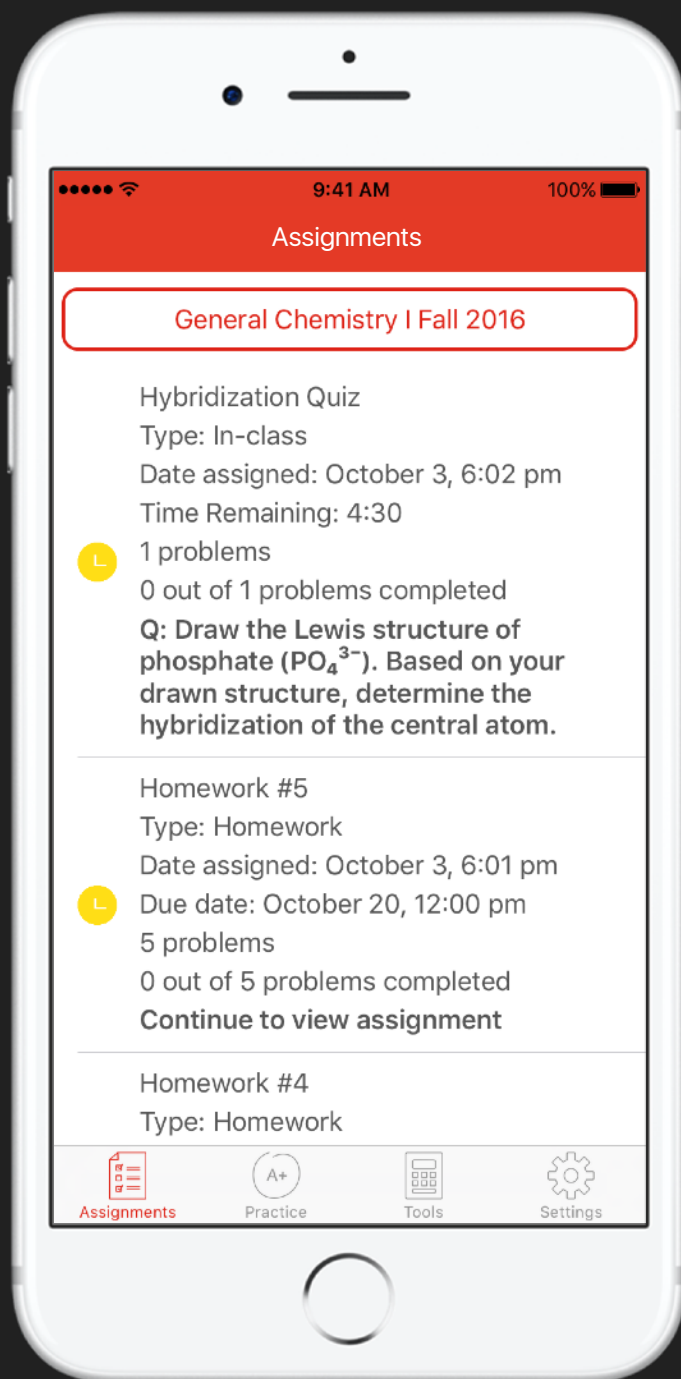 9:41 AM 100%
Assignments
General Chemistry I Fall 2016
Hybridization Quiz
Type: In-class
Date assigned: October 3, 6:02 pm
Time Remaining: 4:30
1 problems
0 out of 1 problems completed
Q: Draw the Lewis structure of
phosphate (PO₄³⁻). Based on your
drawn structure, determine the
hybridization of the central atom.
Homework #5
Type: Homework
Date assigned: October 3, 6:01 pm
Due date: October 20, 12:00 pm
5 problems
0 out of 5 problems completed
Continue to view assignment
Homework #4
Type: Homework
A+
Assignments Practice Tools Settings